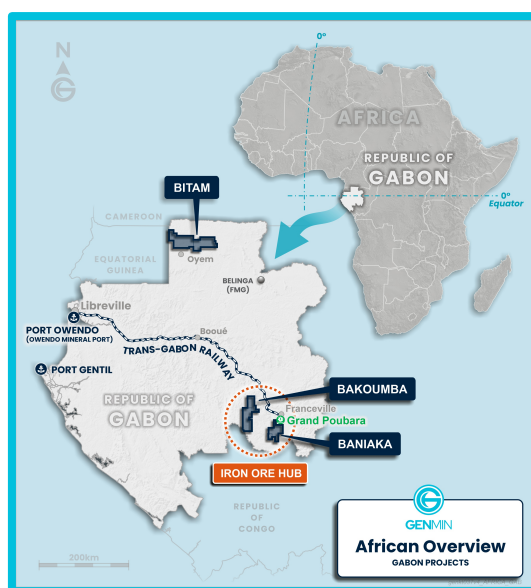 N
0°
AFRICA
REPUBLIC OF
GABON
0°
Equator
BITAM
CAMEROON
EQUATORIAL
GUINEA
Oyem
BELINGA
(FMG)
Libreville
PORT OWENDO
(OWENDO MINERAL PORT)
Booué
TRANS-GABON RAILWAY
PORT GENTIL
REPUBLIC OF
GABON
BAKOUMBA
Franceville
Grand Poubara
BANIAKA
IRON ORE HUB
REPUBLIC
OF
CONGO
200km
GENMIN
African Overview
GABON PROJECTS